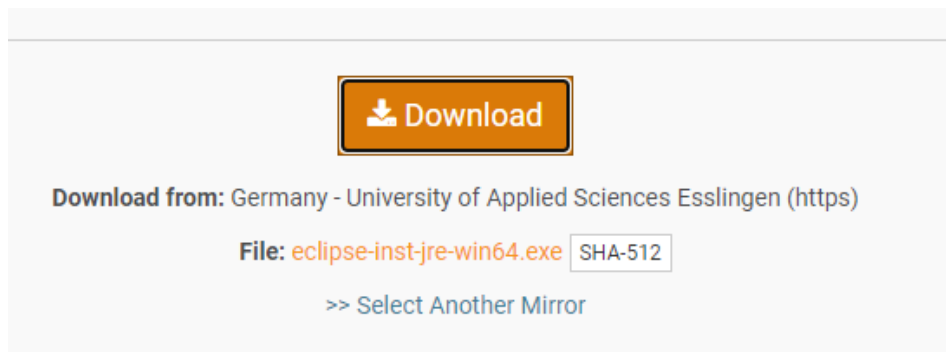 Download
Download from: Germany - University of Applied Sciences Esslingen (https)
File: eclipse-inst-jre-win64.exe SHA-512
>> Select Another Mirror